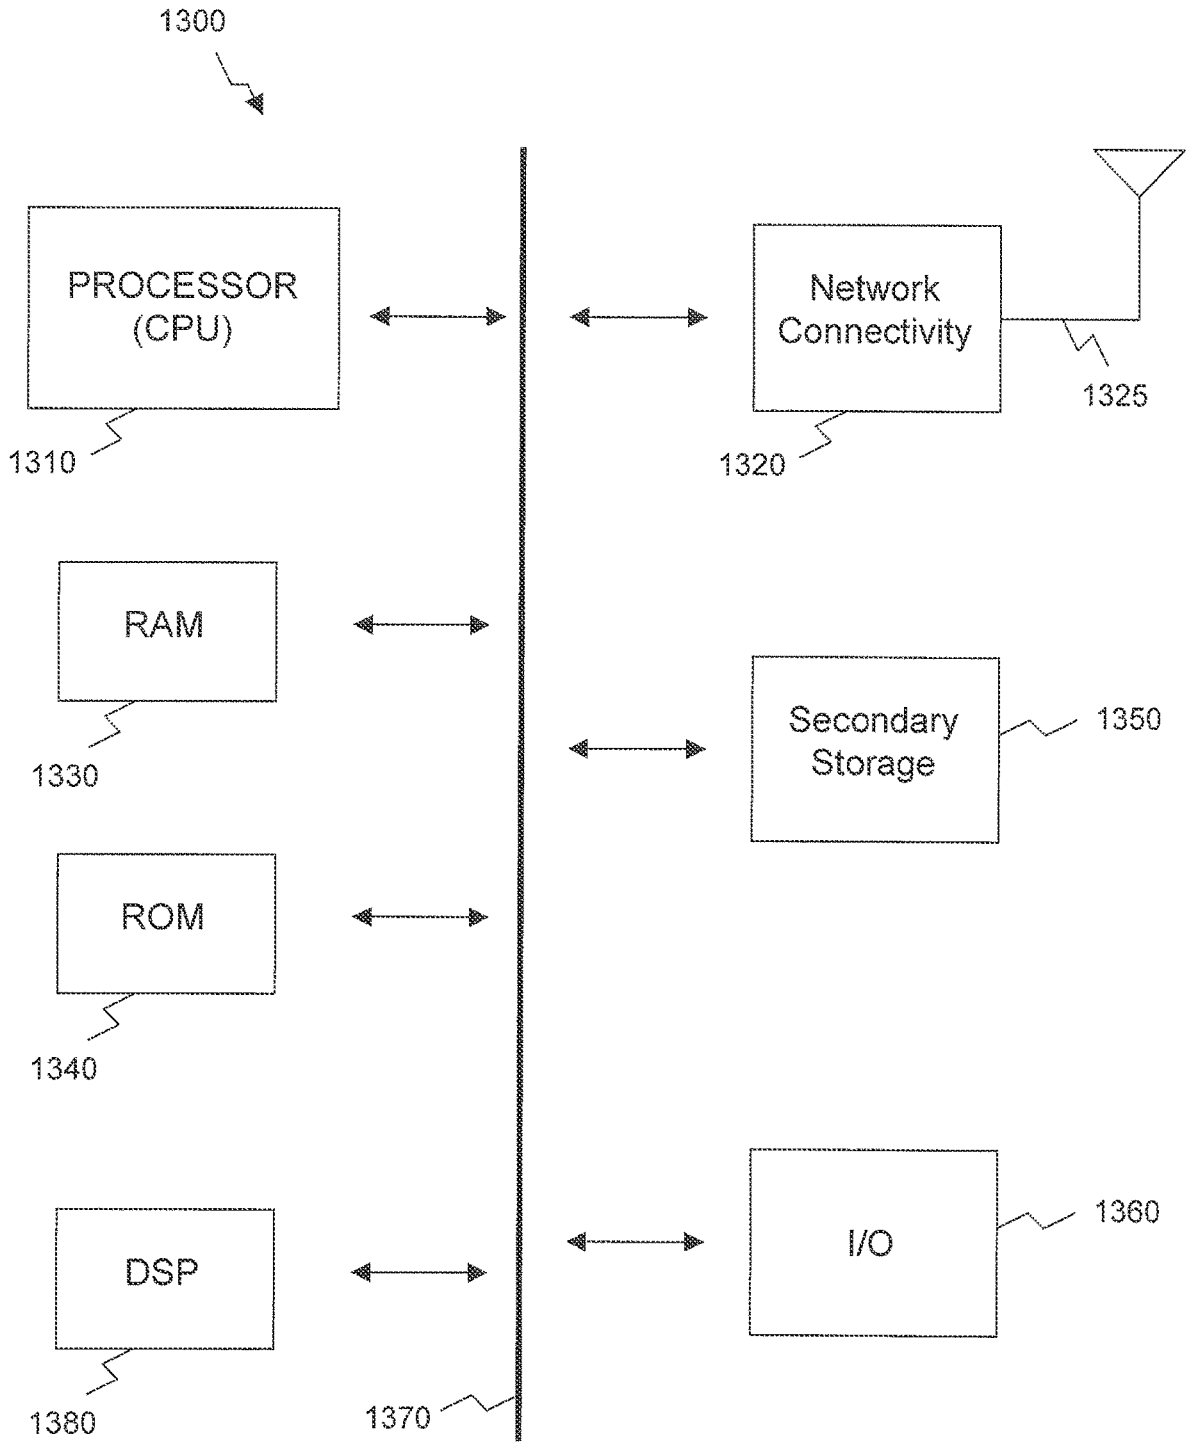 1300
PROCESSOR
(CPU)
1310
Network
Connectivity
1325
1320
RAM
1330
Secondary
Storage
1350
ROM
1340
I/O
1360
DSP
1380
1370